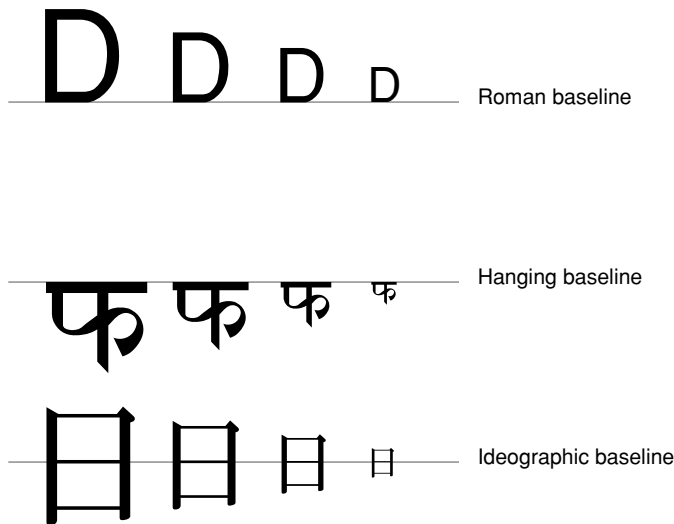 D D D D Roman baseline
फ फ फ फ Hanging baseline
日 日 日 日 Ideographic baseline